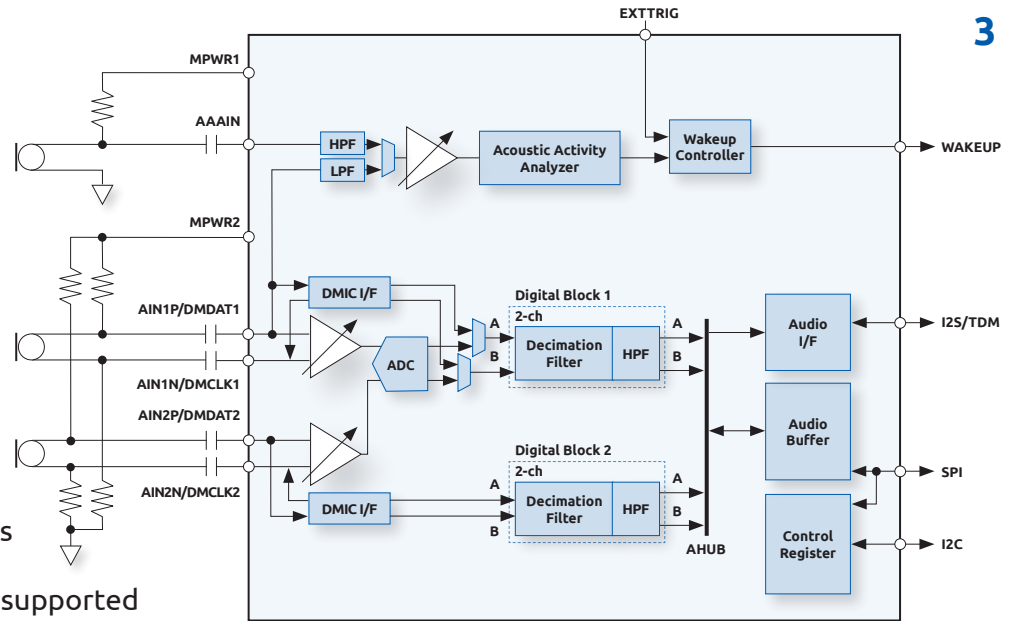 EXTTRIG
3
MPWR1
AAAIN
HPF
LPF
Acoustic Activity
Analyzer
Wakeup
Controller
WAKEUP
MPWR2
AIN1P/DMDAT1
DMIC I/F
Digital Block 1
2-ch
A
B
Decimation
Filter
HPF
A
B
Audio
I/F
I2S/TDM
ADC
AIN1N/DMCLK1
AIN2P/DMDAT2
Audio
Buffer
SPI
Digital Block 2
2-ch
A
B
Decimation
Filter
HPF
A
B
AIN2N/DMCLK2
DMIC I/F
AHUB
Control
Register
I2C
s
supported